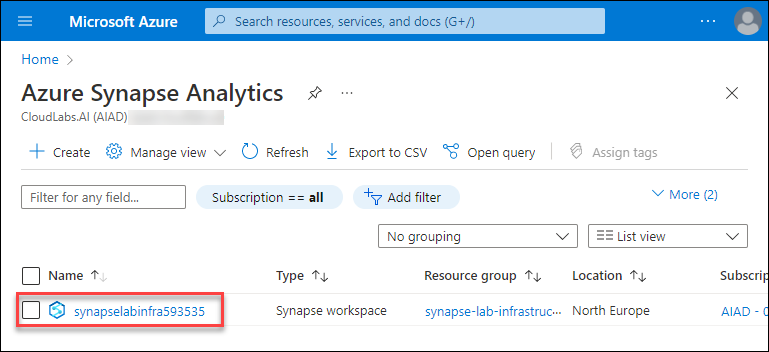 Microsoft Azure
Search resources, services, and docs (G+/)
Home
Azure Synapse Analytics
CloudLabs.AI (AIAD)
Create
Manage view
Refresh
Export to CSV
Open query
Assign tags
Filter for any field...
Subscription == all
Add filter
More (2)
No grouping
List view
Name
Type
Resource group
Location
Subscrip
synapselabinfra593535
Synapse workspace
synapse-lab-infrastruc...
North Europe
AIAD -